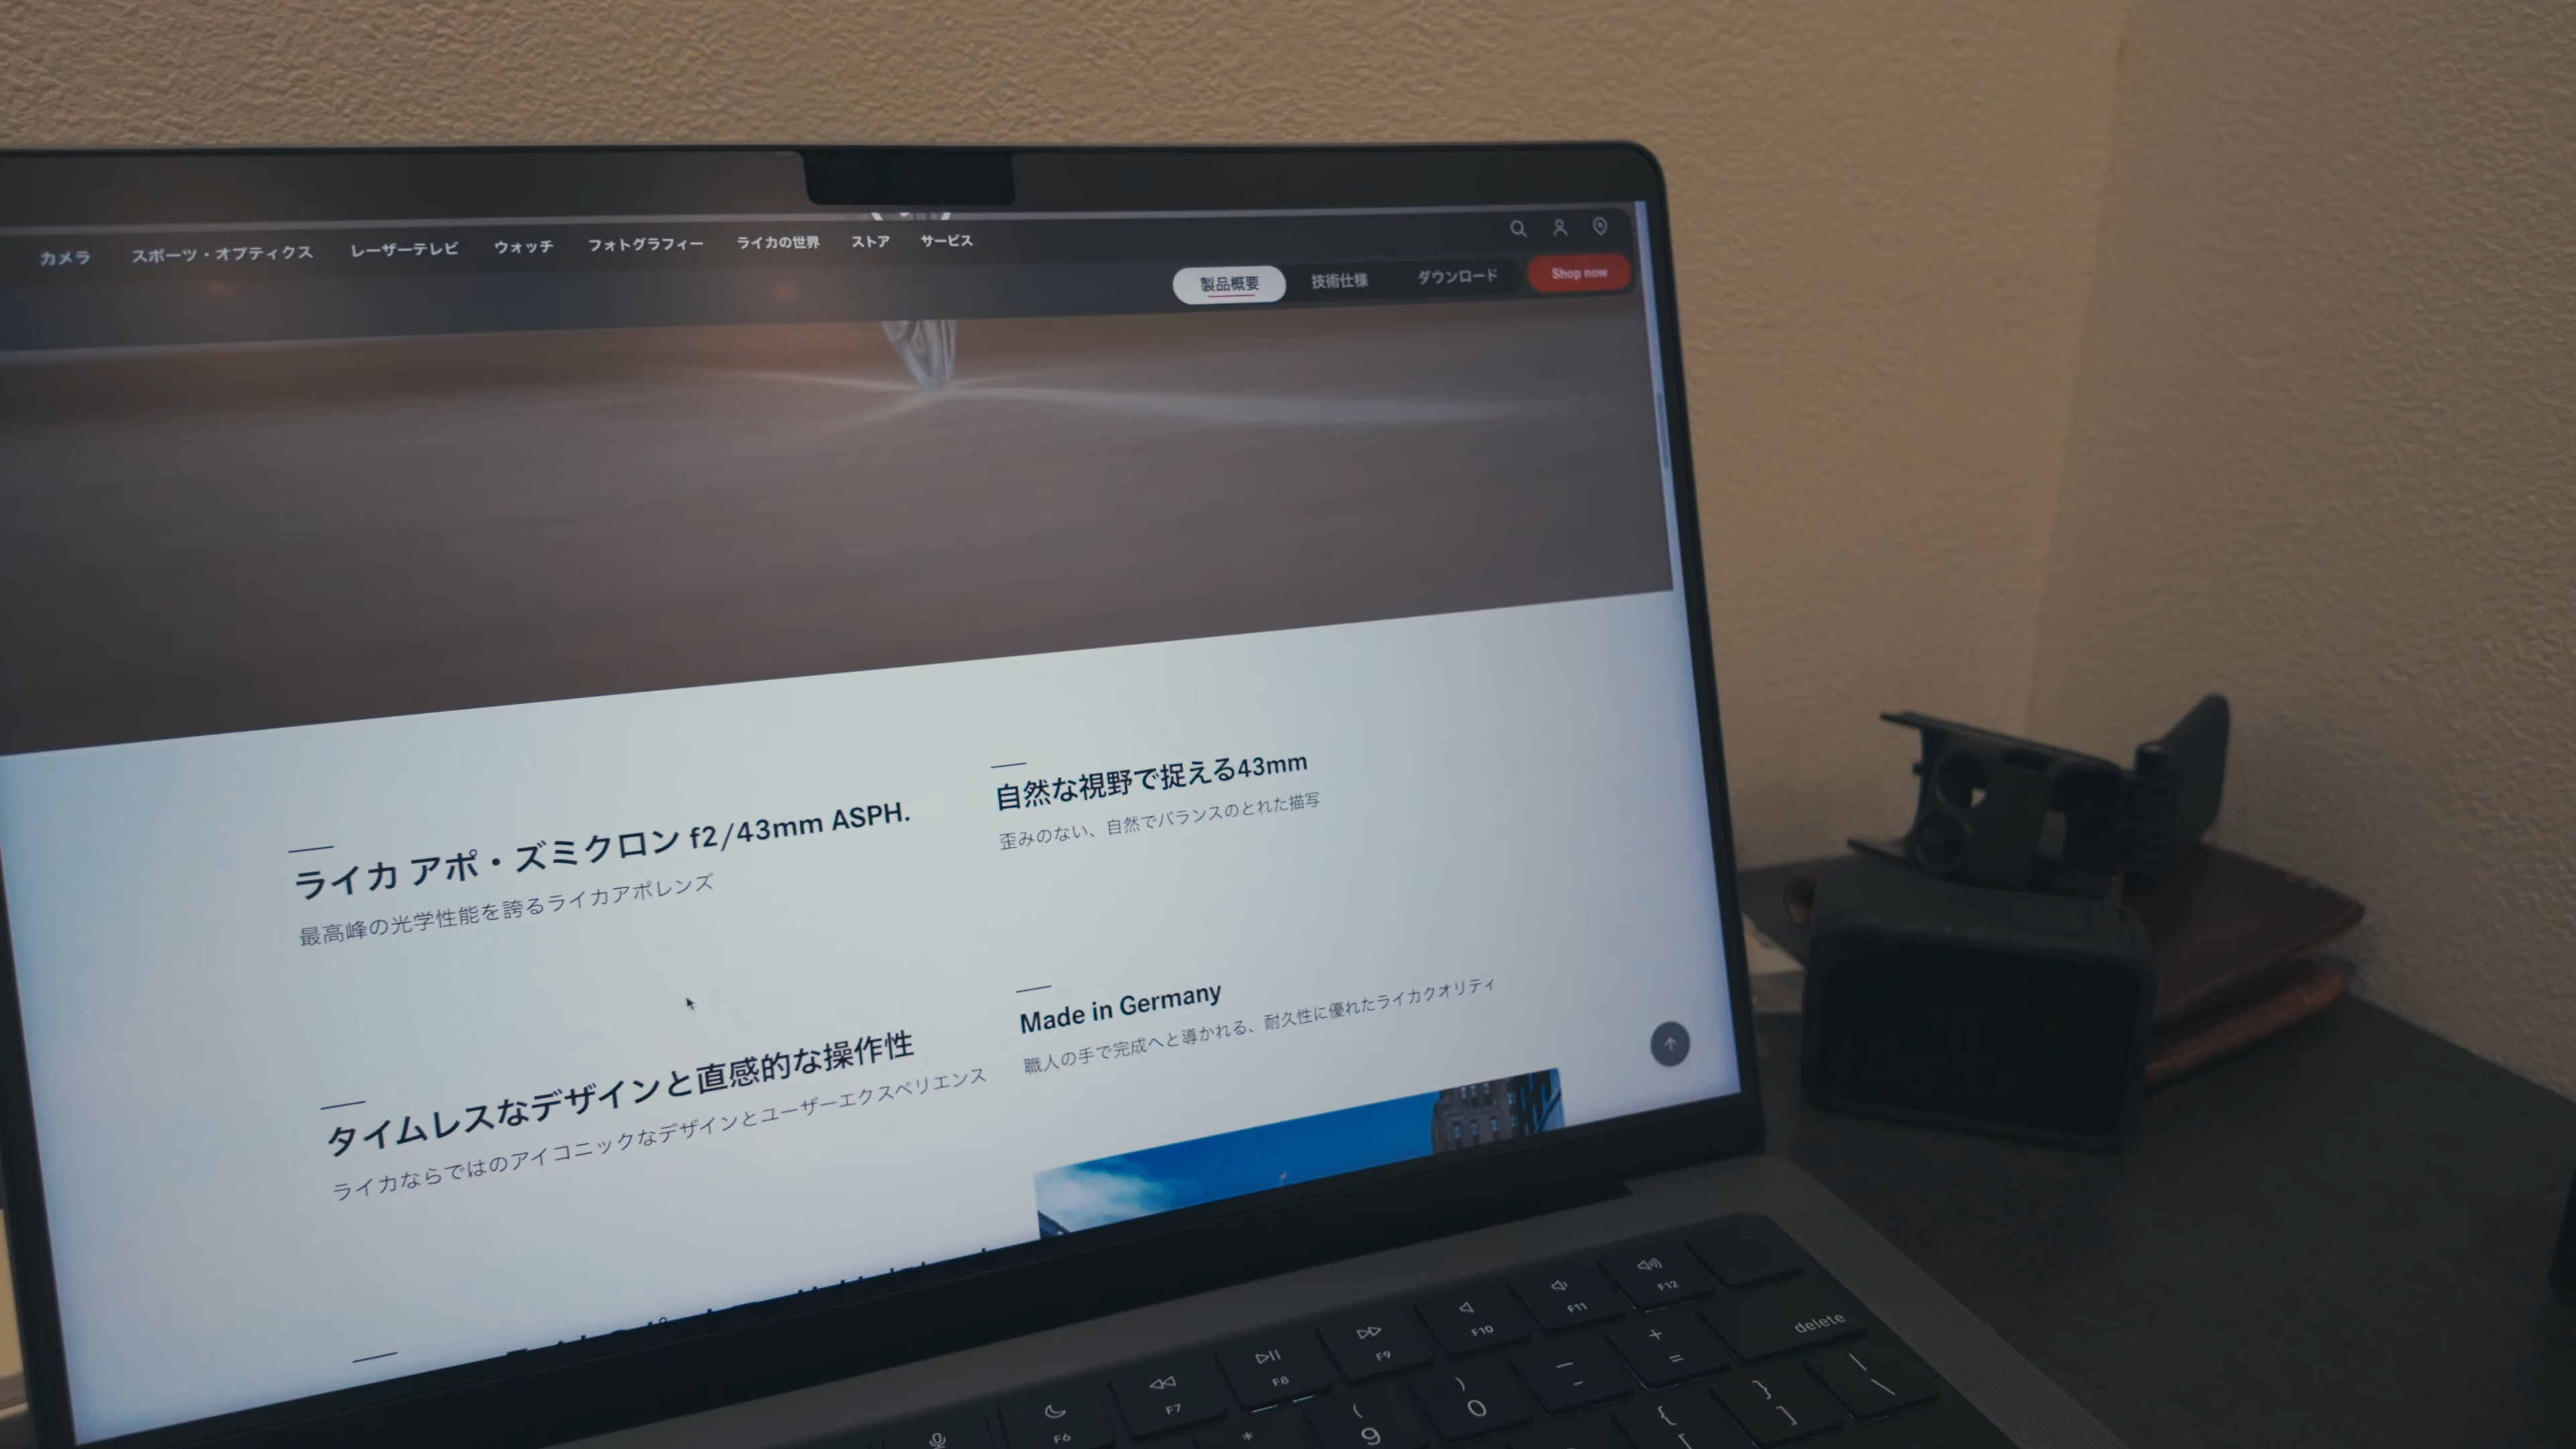 カメラ スポーツ・オプティクス レーザーテレビ ウォッチ フォトグラフィー ライカの世界 ストア サービス
製品概要 技術仕様 ダウンロード Shop now
ライカ アポ・ズミクロン f2/43mm ASPH.
最高峰の光学性能を誇るライカアポレンズ
自然な視野で捉える43mm
歪みのない、自然でバランスのとれた描写
タイムレスなデザインと直感的な操作性
ライカならではのアイコニックなデザインとユーザーエクスペリエンス
Made in Germany
職人の手で完成へと導かれる、耐久性に優れたライカクオリティ
F6 F7 F8 F9 F10 F11 F12
* ( 9 ) 0 — - + = delete
{ [ } ] | \